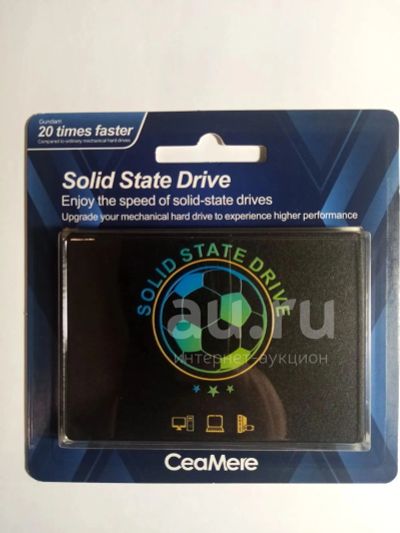 Gundam
20 times faster
Compared to ordinary mechanical hard drives
Solid State Drive
Enjoy the speed of solid-state drives
Upgrade your mechanical hard drive to experience higher performance
SOLID STATE DRIVE
au.ru
интернет-аукцион
CeaMere